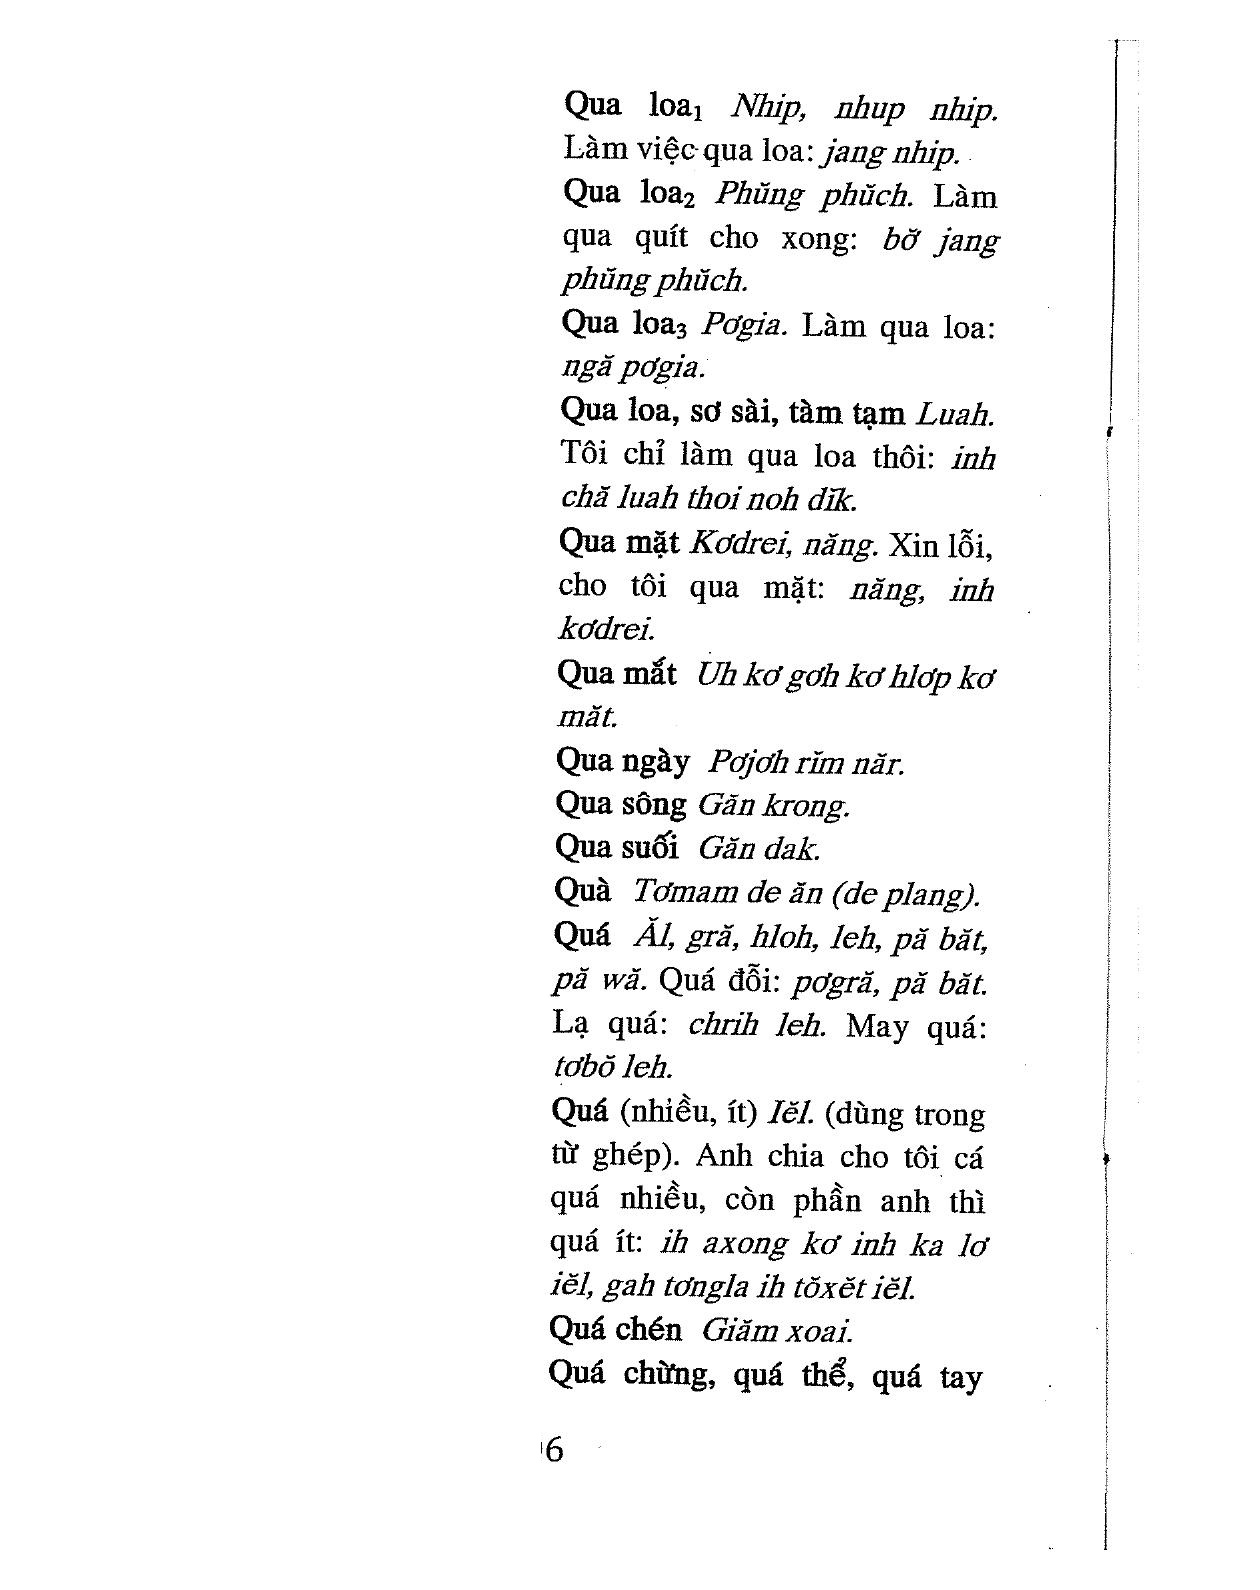 Qua loa₁ Nhip, nhup nhip.
Làm việc qua loa: jang nhip.
Qua loa₂ Phŭng phŭch. Làm
qua quít cho xong: bơ̆ jang
phŭng phŭch.
Qua loa₃ Pơgia. Làm qua loa:
ngă pơgia.
Qua loa, sơ sài, tàm tạm Luah.
Tôi chỉ làm qua loa thôi: inh
chă luah thoi noh dĭk.
Qua mặt Kơdrei, năng. Xin lỗi,
cho tôi qua mặt: năng, inh
kơdrei.
Qua mắt Uh kơ gơh kơ hlơp kơ
măt.
Qua ngày Pơjơh rĭm năr.
Qua sông Găn krong.
Qua suối Găn dak.
Quà Tơmam de ăn (de plang).
Quá Ăl, gră, hloh, leh, pă băt,
pă wă. Quá đỗi: pơgră, pă băt.
Lạ quá: chrih leh. May quá:
tơbŏ leh.
Quá (nhiều, ít) Iĕl. (dùng trong
từ ghép). Anh chia cho tôi cá
quá nhiều, còn phần anh thì
quá ít: ih axong kơ inh ka lơ
iĕl, gah tơngla ih tŏxĕt iĕl.
Quá chén Giăm xoai.
Quá chừng, quá thể, quá tay
6